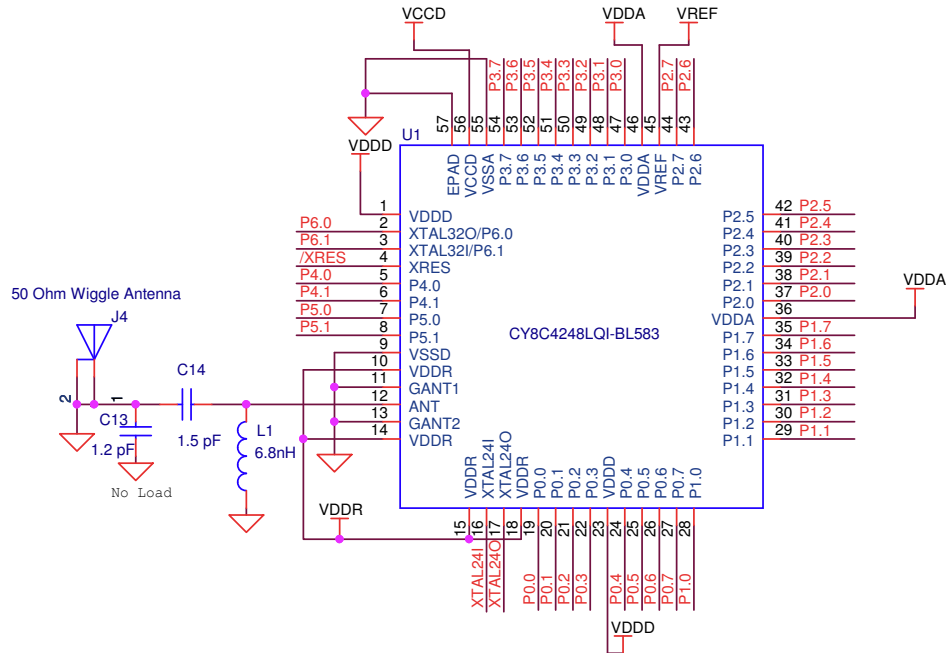 VCCD
VDDA
VREF
P3.7
P3.6
P3.5
P3.4
P3.3
P3.2
P3.1
P3.0
P2.7
P2.6
57
56
55
54
53
52
51
50
49
48
47
46
45
44
43
U1
VDDD
EPAD
VCCD
VSSA
P3.7
P3.6
P3.5
P3.4
P3.3
P3.2
P3.1
P3.0
VDDA
VREF
P2.7
P2.6
1 VDDD
P6.0 2 XTAL32O/P6.0
P6.1 3 XTAL32I/P6.1
/XRES 4 XRES
P4.0 5 P4.0
P4.1 6 P4.1
P5.0 7 P5.0
P5.1 8 P5.1
9 VSSD
10 VDDR
11 GANT1
12 ANT
13 GANT2
14 VDDR
P2.5 42 P2.5
P2.4 41 P2.4
P2.3 40 P2.3
P2.2 39 P2.2
P2.1 38 P2.1
P2.0 37 P2.0
VDDA 36
VDDA
P1.7 35 P1.7
P1.6 34 P1.6
P1.5 33 P1.5
P1.4 32 P1.4
P1.3 31 P1.3
P1.2 30 P1.2
P1.1 29 P1.1
CY8C4248LQI-BL583
50 Ohm Wiggle Antenna
J4
2
1
C14
1.5 pF
C13
1.2 pF
No Load
L1
6.8nH
VDDR
VDDR
XTAL24I
XTAL24O
VDDR
P0.0
P0.1
P0.2
P0.3
VDDD
P0.4
P0.5
P0.6
P0.7
P1.0
15
16
17
18
19
20
21
22
23
24
25
26
27
28
XTAL24I
XTAL24O
P0.0
P0.1
P0.2
P0.3
P0.4
P0.5
P0.6
P0.7
P1.0
VDDD